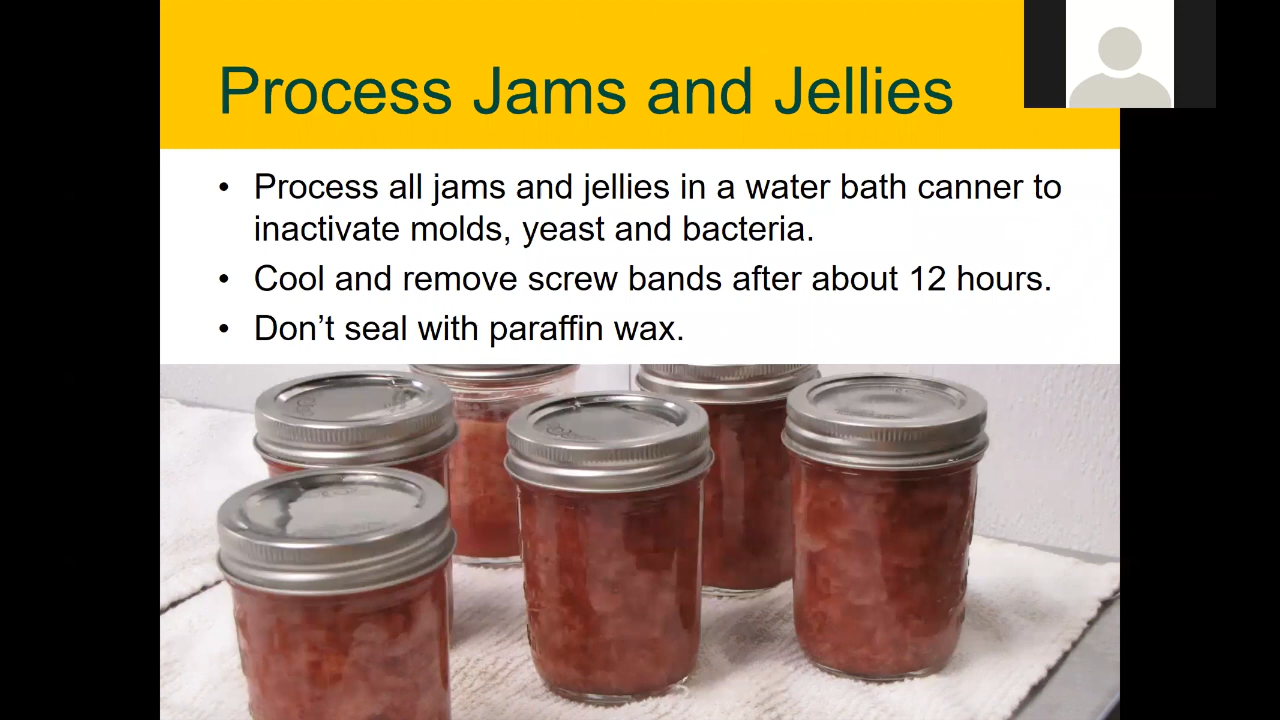 Process Jams and Jellies
• Process all jams and jellies in a water bath canner to
inactivate molds, yeast and bacteria.
• Cool and remove screw bands after about 12 hours.
• Don’t seal with paraffin wax.